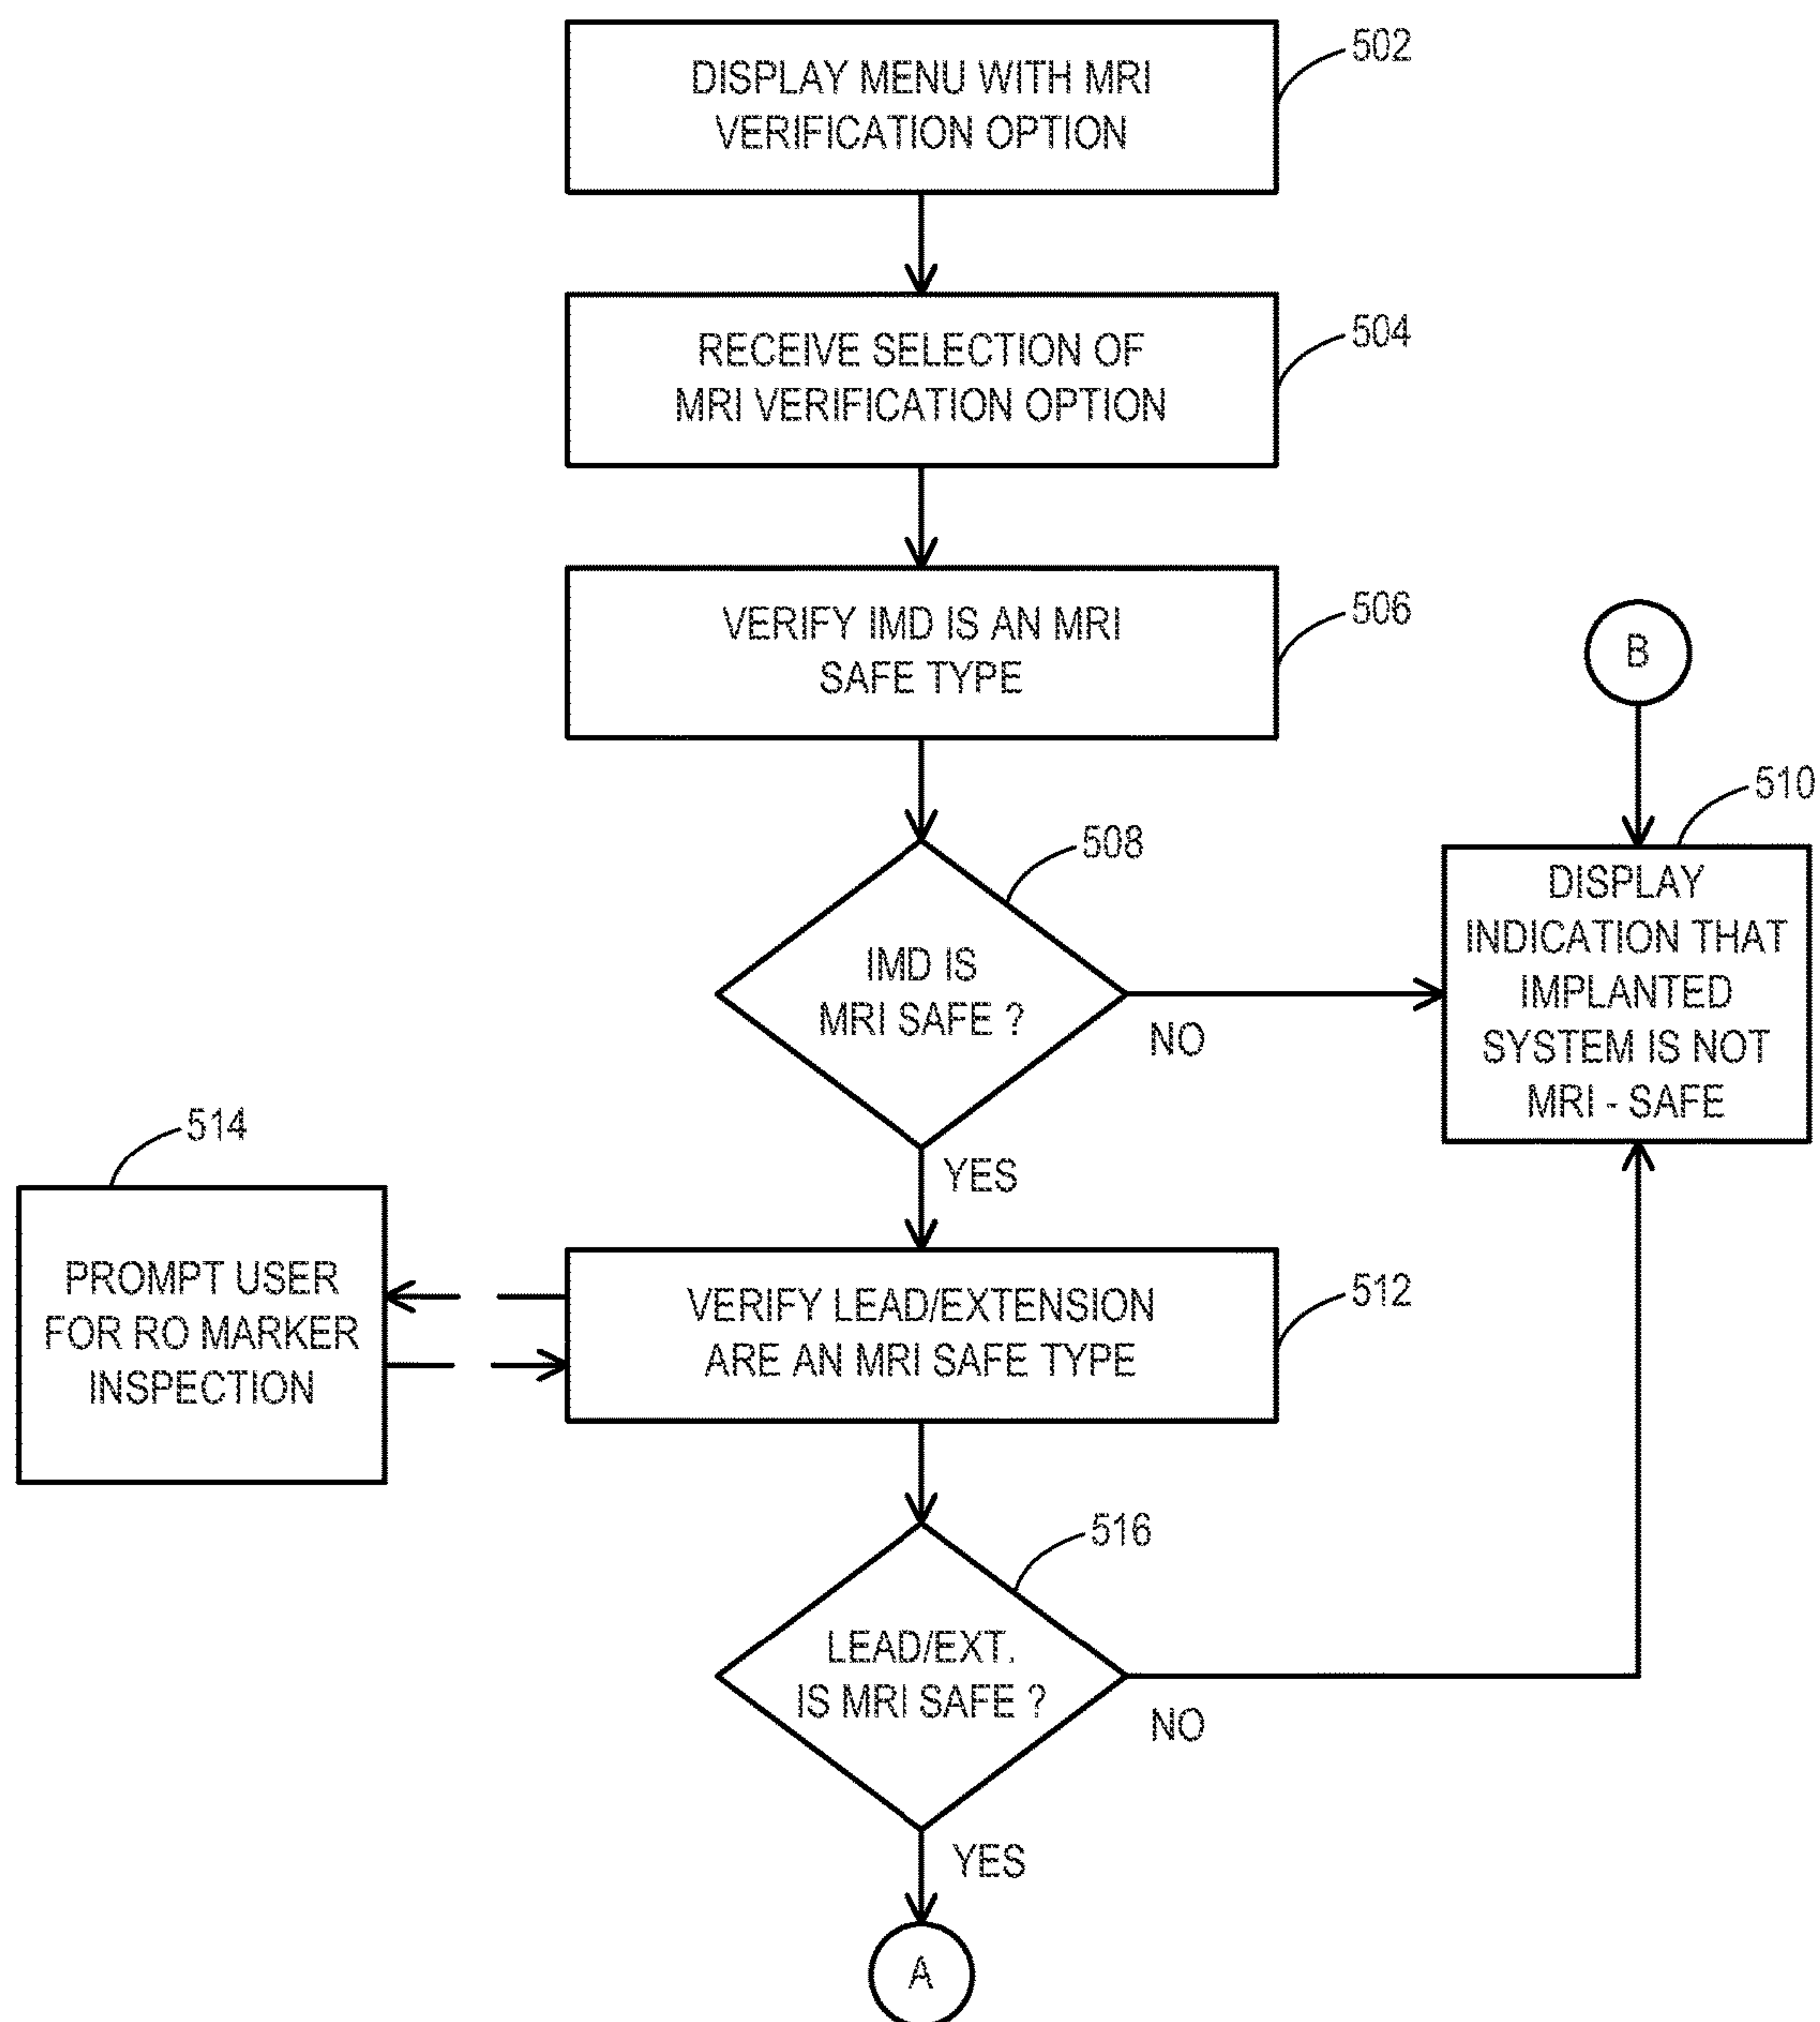 DISPLAY MENU WITH MRI
VERIFICATION OPTION
502
RECEIVE SELECTION OF
MRI VERIFICATION OPTION
504
VERIFY IMD IS AN MRI
SAFE TYPE
506
B
508
IMD IS
MRI SAFE ?
NO
YES
510
DISPLAY
INDICATION THAT
IMPLANTED
SYSTEM IS NOT
MRI - SAFE
514
PROMPT USER
FOR RO MARKER
INSPECTION
VERIFY LEAD/EXTENSION
ARE AN MRI SAFE TYPE
512
516
LEAD/EXT.
IS MRI SAFE ?
NO
YES
A